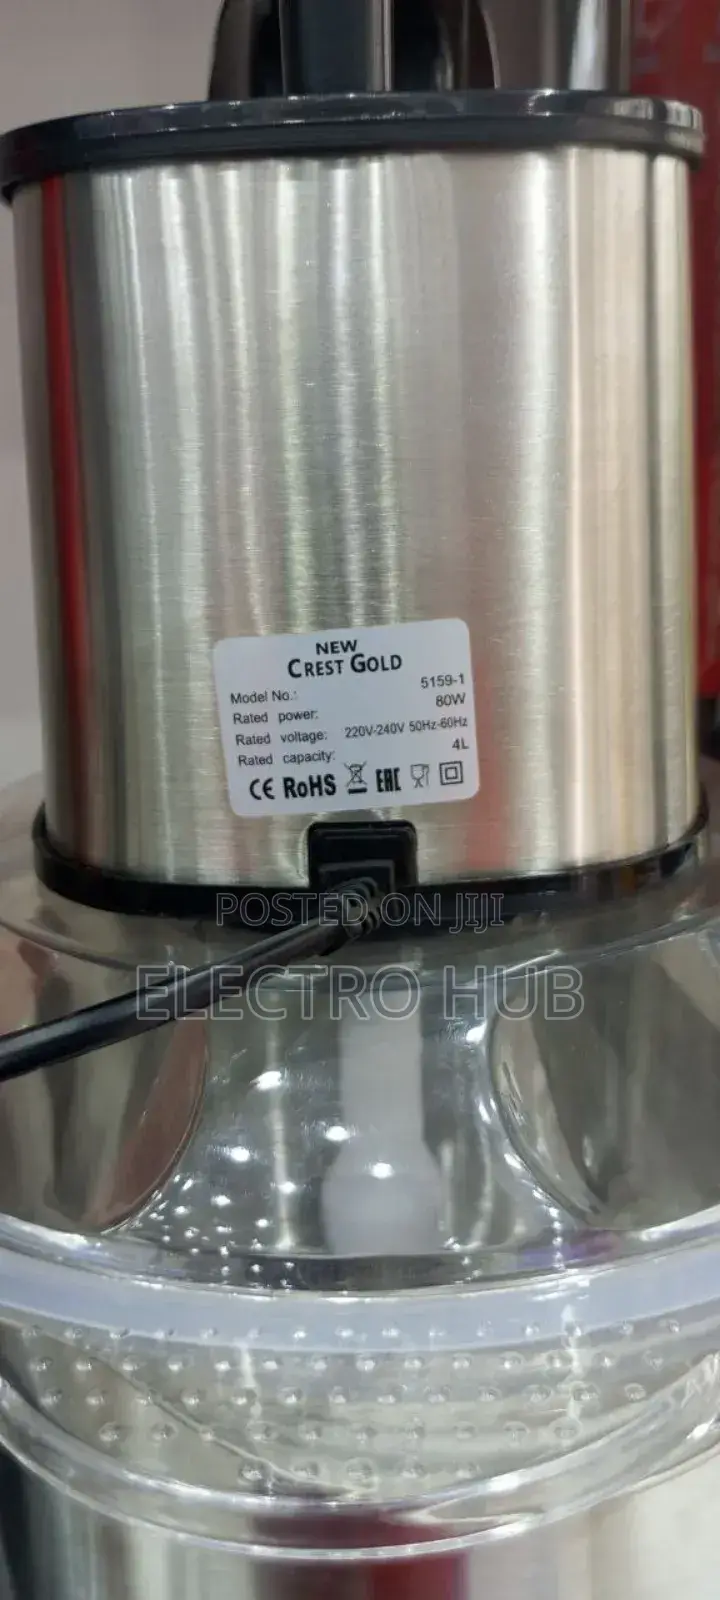 NEW
CREST GOLD
Model No.: 5159-1
Rated power: 80W
Rated voltage: 220V-240V 50Hz-60Hz
Rated capacity: 4L
CE RoHS EAC
POSTED ON JIJI
ELECTRO HUB